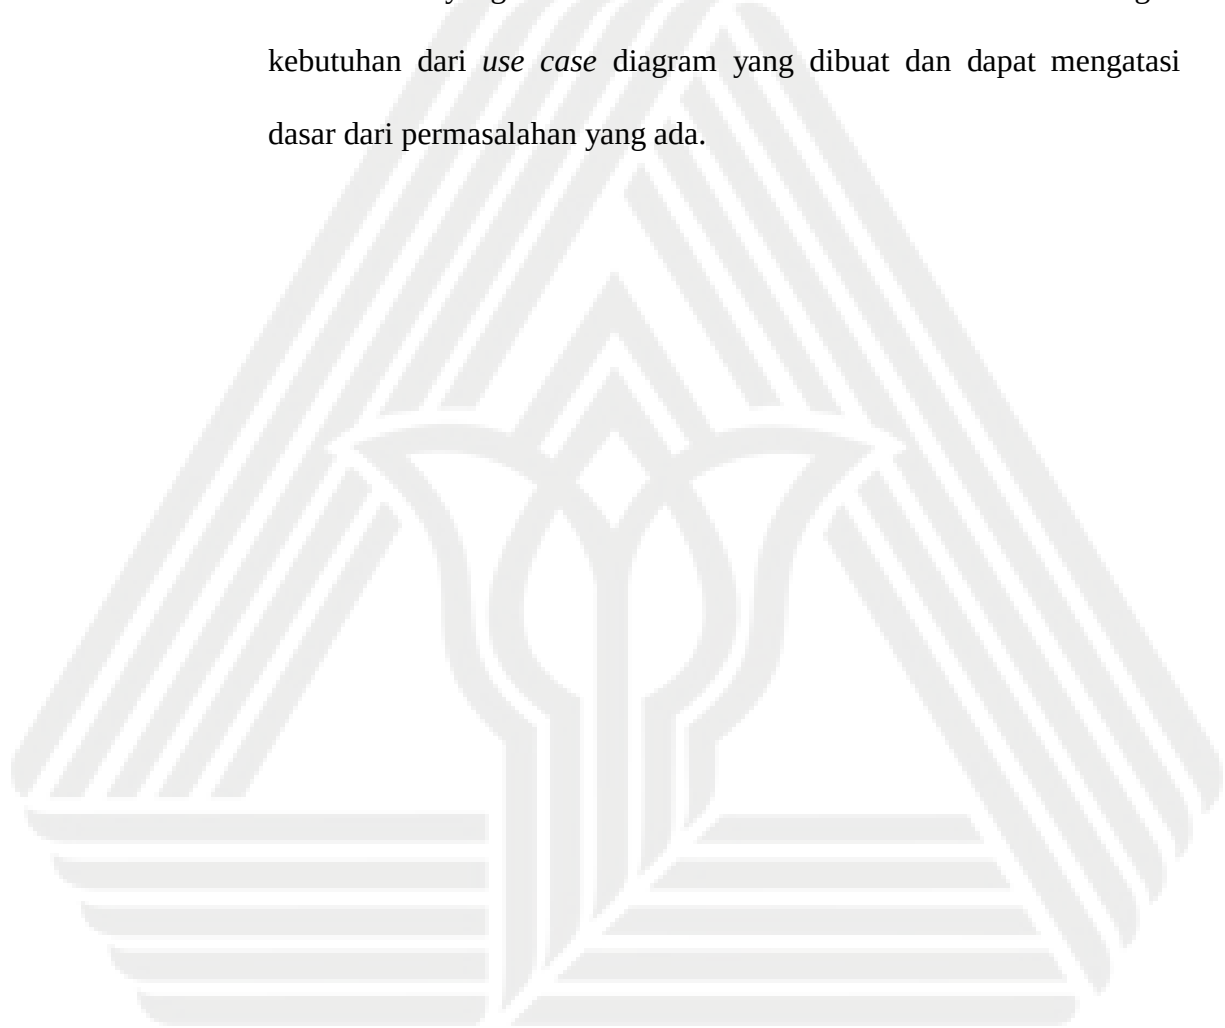 kebutuhan dari use case diagram yang dibuat dan dapat mengatasi
dasar dari permasalahan yang ada.